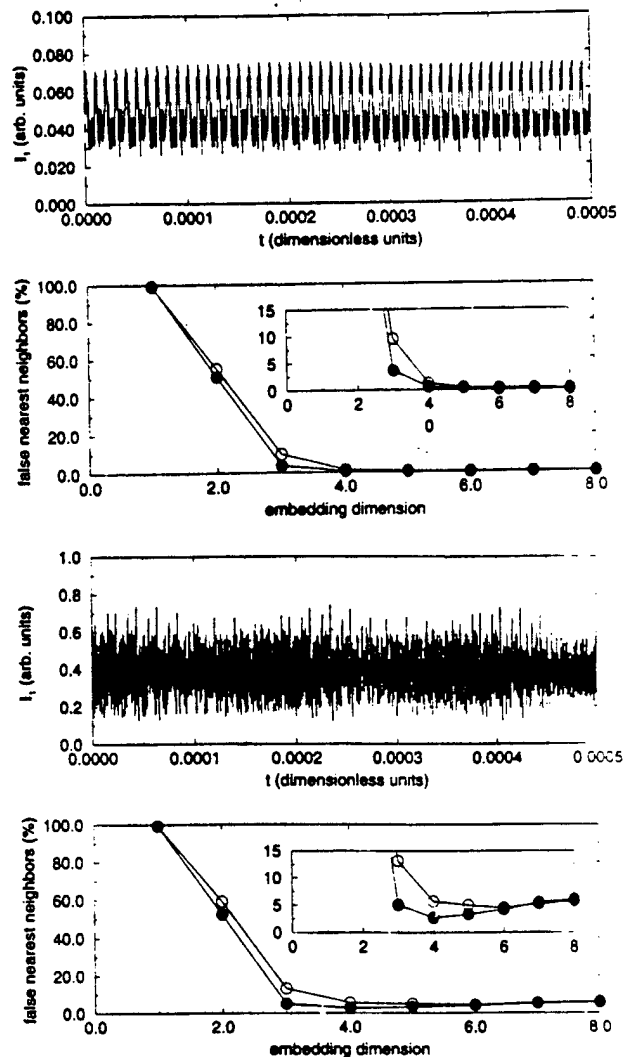 0.100
0.080
0.060
0.040
0.020
0.000
I₁ (arb. units)
0.0000 0.0001 0.0002 0.0003 0.0004 0.0005
t (dimensionless units)
100.0
80.0
60.0
40.0
20.0
0.0
false nearest neighbors (%)
15
10
5
0
0 2 4 6 8
0
0.0 2.0 4.0 6.0 8.0
embedding dimension
1.0
0.8
0.6
0.4
0.2
0.0
I₁ (arb. units)
0.0000 0.0001 0.0002 0.0003 0.0004 0.0005
t (dimensionless units)
100.0
80.0
60.0
40.0
20.0
0.0
false nearest neighbors (%)
15
10
5
0
0 2 4 6 8
0.0 2.0 4.0 6.0 8.0
embedding dimension